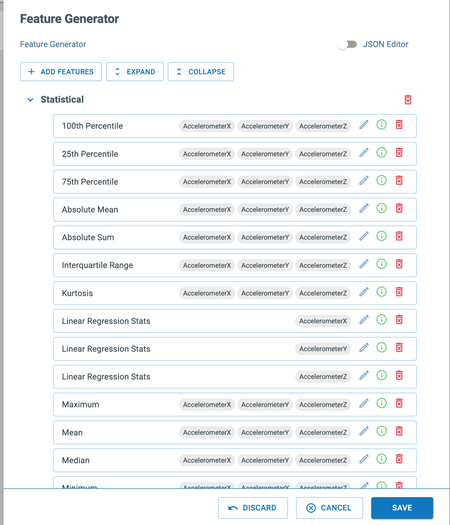 Feature Generator
Feature Generator JSON Editor
ADD FEATURES EXPAND COLLAPSE
Statistical
100th Percentile AccelerometerX AccelerometerY AccelerometerZ
25th Percentile AccelerometerX AccelerometerY AccelerometerZ
75th Percentile AccelerometerX AccelerometerY AccelerometerZ
Absolute Mean AccelerometerX AccelerometerY AccelerometerZ
Absolute Sum AccelerometerX AccelerometerY AccelerometerZ
Interquartile Range AccelerometerX AccelerometerY AccelerometerZ
Kurtosis AccelerometerX AccelerometerY AccelerometerZ
Linear Regression Stats AccelerometerX
Linear Regression Stats AccelerometerY
Linear Regression Stats AccelerometerZ
Maximum AccelerometerX AccelerometerY AccelerometerZ
Mean AccelerometerX AccelerometerY AccelerometerZ
Median AccelerometerX AccelerometerY AccelerometerZ
Minimum AccelerometerX AccelerometerY AccelerometerZ
DISCARD CANCEL SAVE